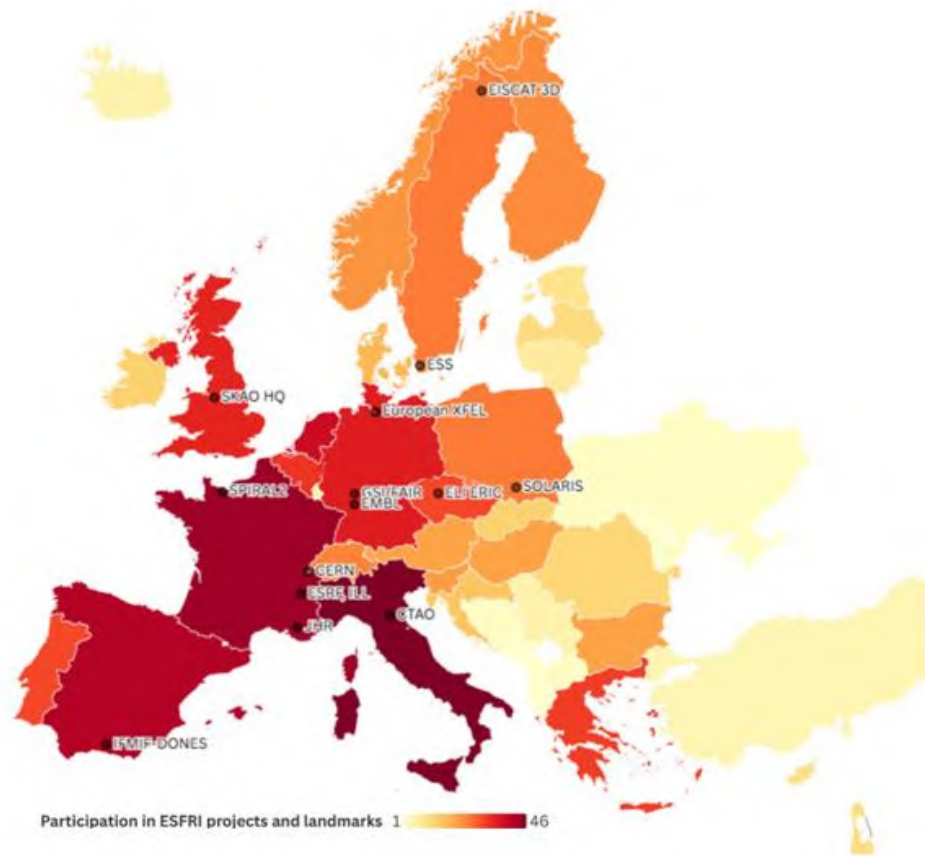 EISCAT 3D
ESS
SKAO HQ
European XFEL
SPIRAL2
GSI/FAIR
ELI ERIC
SOLARIS
EMBL
CERN
ESRF, ILL
CTAO
JHR
IFMIF-DONES
Participation in ESFRI projects and landmarks 1 46